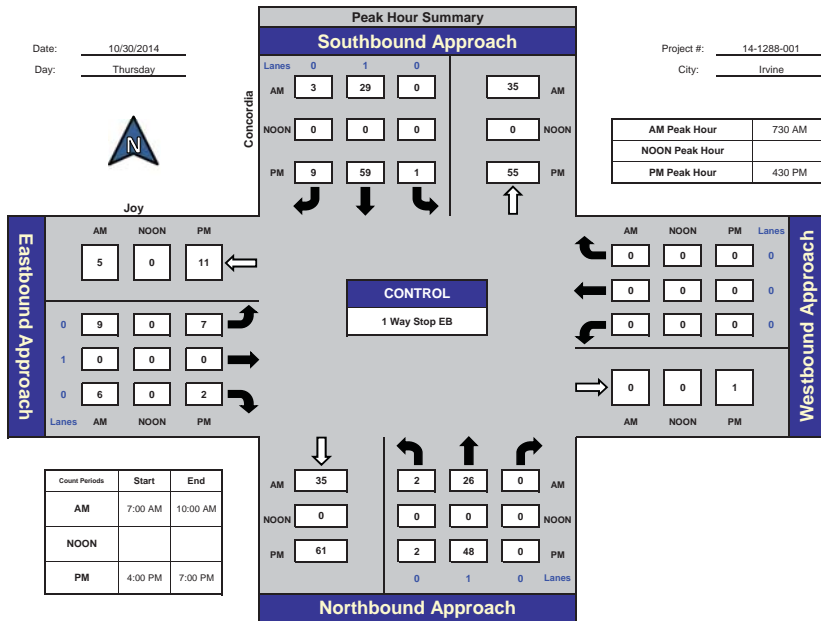 Peak Hour Summary
Southbound Approach
Date: 10/30/2014
Day: Thursday
Project #: 14-1288-001
City: Irvine
N
Concordia
Joy
Lanes 0 1 0
AM 3 29 0 35 AM
NOON 0 0 0 0 NOON
PM 9 59 1 55 PM
AM Peak Hour 730 AM
NOON Peak Hour
PM Peak Hour 430 PM
Eastbound Approach
AM NOON PM
5 0 11
0 9 0 7
1 0 0 0
0 6 0 2
Lanes AM NOON PM
CONTROL
1 Way Stop EB
AM NOON PM Lanes
0 0 0 0
0 0 0 0
0 0 0 0
0 0 1
AM NOON PM
Westbound Approach
Count Periods Start End
AM 7:00 AM 10:00 AM
NOON
PM 4:00 PM 7:00 PM
AM 35 2 26 0 AM
NOON 0 0 0 0 NOON
PM 61 2 48 0 PM
0 1 0 Lanes
Northbound Approach